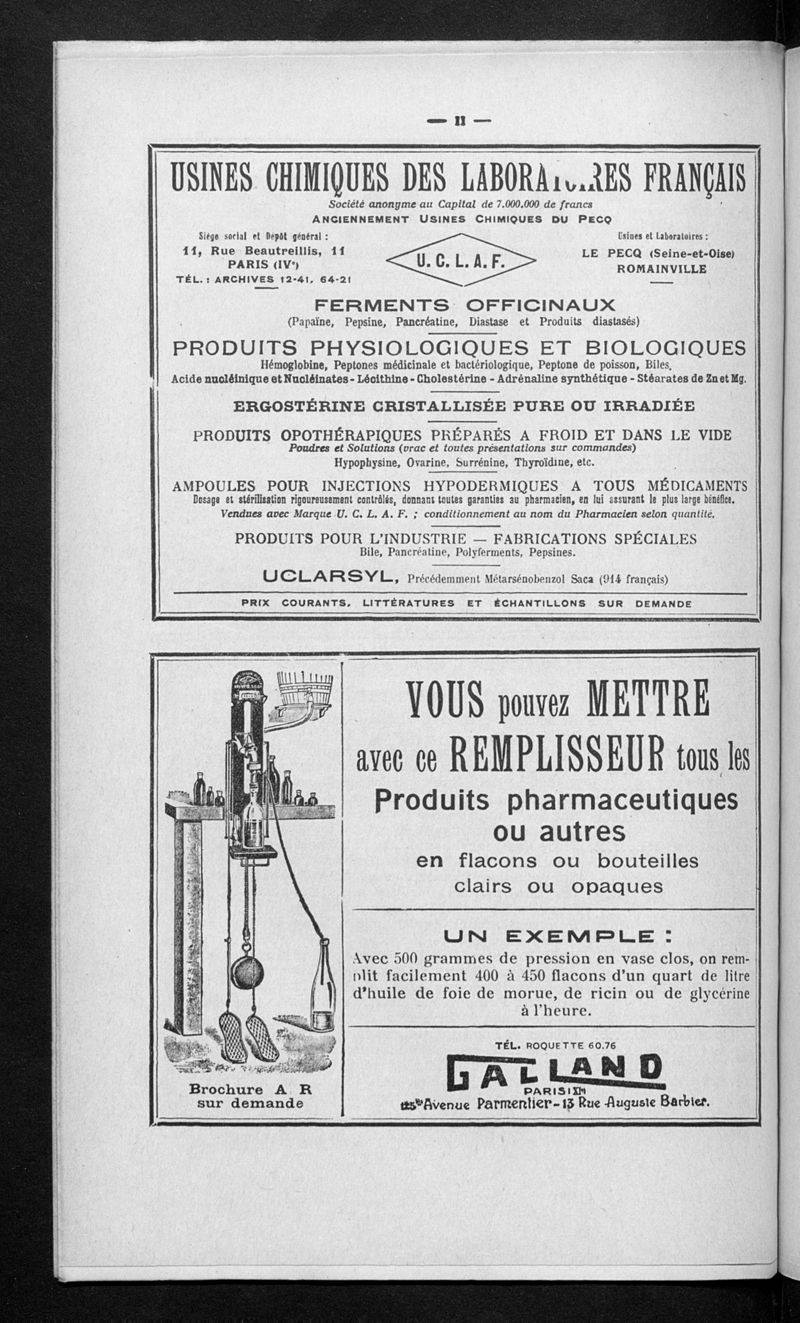 — II —
USINES CHIMIQUES DES LABORATOIRES FRANÇAIS
Société anonyme au Capital de 7.000.000 de francs
ANCIENNEMENT USINES CHIMIQUES DU PECQ
Siége social et Dépôt général :
11, Rue Beautreillis, 11
PARIS (IVe)
TÉL. : ARCHIVES 12-41, 64-21
U. C. L. A. F.
Usines et Laboratoires :
LE PECQ (Seine-et-Oise)
ROMAINVILLE
FERMENTS OFFICINAUX
(Papaïne, Pepsine, Pancréatine, Diastase et Produits diastasés)
PRODUITS PHYSIOLOGIQUES ET BIOLOGIQUES
Hémoglobine, Peptones médicinale et bactériologique, Peptone de poisson, Biles.
Acide nucléinique et Nucléinates - Lécithine - Cholestérine - Adrénaline synthétique - Stéarates de Zn et Mg.
ERGOSTÉRINE CRISTALLISÉE PURE OU IRRADIÉE
PRODUITS OPOTHÉRAPIQUES PRÉPARÉS A FROID ET DANS LE VIDE
Poudres et Solutions (vrac et toutes présentations sur commandes)
Hypophysine, Ovarine, Surrénine, Thyroïdine, etc.
AMPOULES POUR INJECTIONS HYPODERMIQUES A TOUS MÉDICAMENTS
Dosage et stérilisation rigoureusement contrôlés, donnant toutes garanties au pharmacien, en lui assurant le plus large bénéfice.
Vendues avec Marque U. C. L. A. F. ; conditionnement au nom du Pharmacien selon quantité.
PRODUITS POUR L'INDUSTRIE — FABRICATIONS SPÉCIALES
Bile, Pancréatine, Polyferments, Pepsines.
UCLARSYL, Précédemment Métarsénobenzol Saca (914 français)
PRIX COURANTS, LITTÉRATURES ET ÉCHANTILLONS SUR DEMANDE
Brochure A R
sur demande
VOUS pouvez METTRE
avec ce REMPLISSEUR tous les
Produits pharmaceutiques
ou autres
en flacons ou bouteilles
clairs ou opaques
UN EXEMPLE :
Avec 500 grammes de pression en vase clos, on rem-
plit facilement 400 à 450 flacons d'un quart de litre
d'huile de foie de morue, de ricin ou de glycérine
à l'heure.
TÉL. ROQUETTE 60.76
GALLAND
PARIS XIe
125bis Avenue Parmentier - 13 Rue Auguste Barbier.